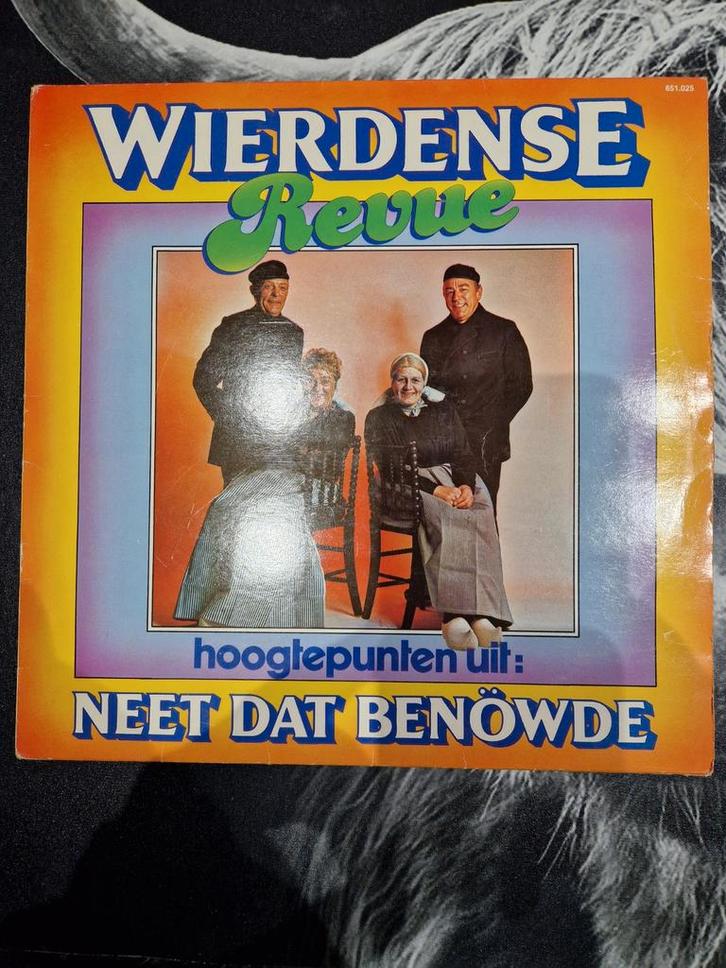 651.025
WIERDENSE
Revue
hoogtepunten uit:
NEET DAT BENÖWDE